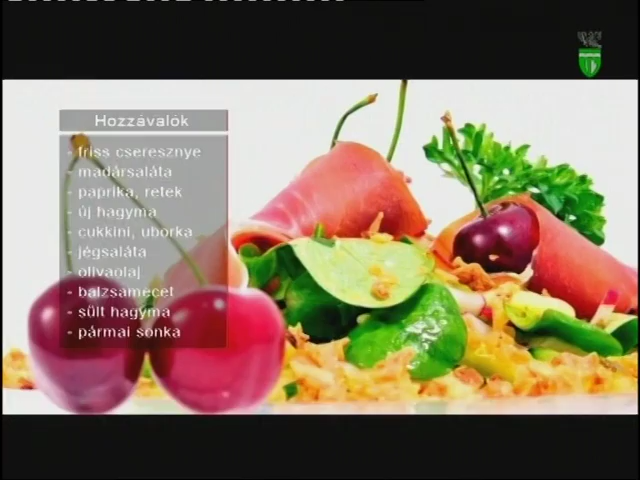 Hozzávalók
- friss cseresznye
- madársaláta
- paprika, retek
- új hagyma
- cukkini, uborka
- jégsaláta
- olívaolaj
- balzsamecet
- sült hagyma
- pármai sonka